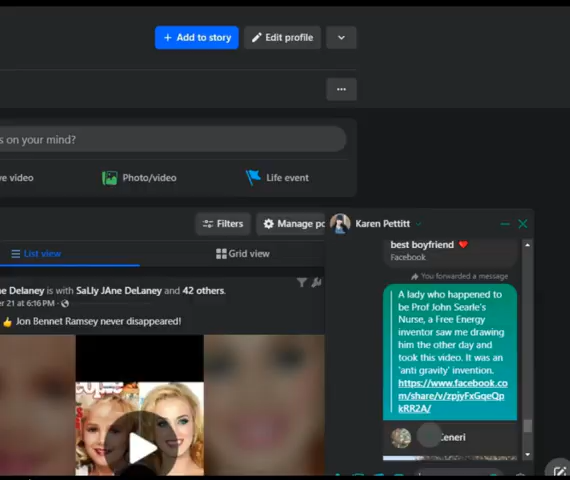 + Add to story
Edit profile
s on your mind?
ve video
Photo/video
Life event
Filters
Manage po
List view
Grid view
e Delaney is with SaLly JAne DeLaney and 42 others.
er 21 at 6:16 PM ·
👍 Jon Bennet Ramsey never disappeared!
Karen Pettitt
best boyfriend ❤️
Facebook
You forwarded a message
A lady who happened to
be Prof John Searle's
Nurse, a Free Energy
inventor saw me drawing
him the other day and
took this video. It was an
'anti gravity' invention.
https://www.facebook.co
m/share/v/zpjyFxGqeQp
kRR2A/
Ceneri